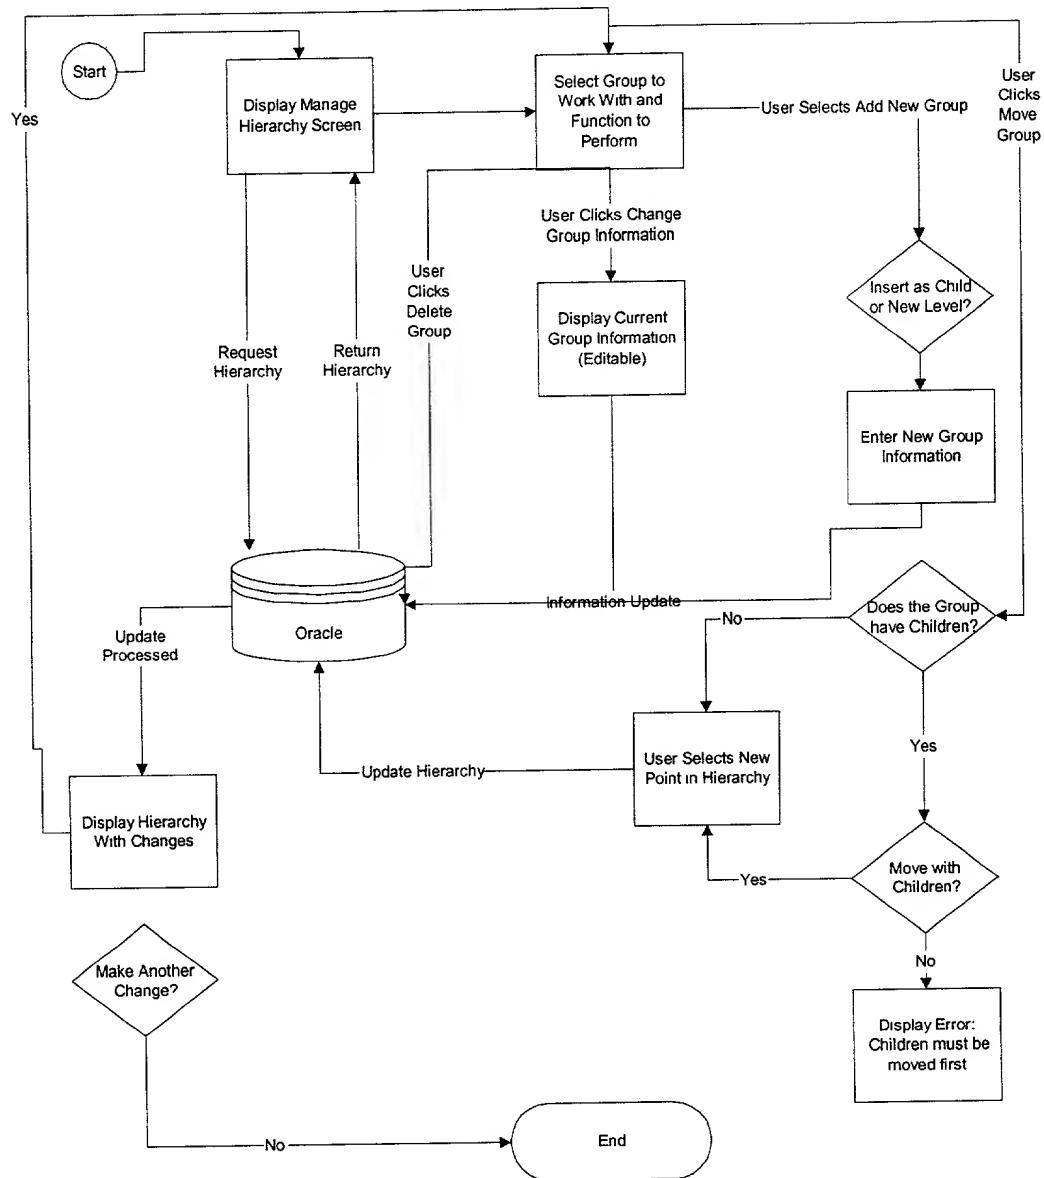 Start
Yes
Display Manage
Hierarchy Screen
Select Group to
Work With and
Function to
Perform
User Selects Add New Group
User
Clicks
Move
Group
User Clicks Change
Group Information
User
Clicks
Delete
Group
Insert as Child
or New Level?
Display Current
Group Information
(Editable)
Request
Hierarchy
Return
Hierarchy
Enter New Group
Information
Oracle
Information Update
Does the Group
have Children?
No
Update
Processed
Yes
User Selects New
Point in Hierarchy
Update Hierarchy
Display Hierarchy
With Changes
Move with
Children?
Yes
No
Make Another
Change?
Display Error:
Children must be
moved first
No
End